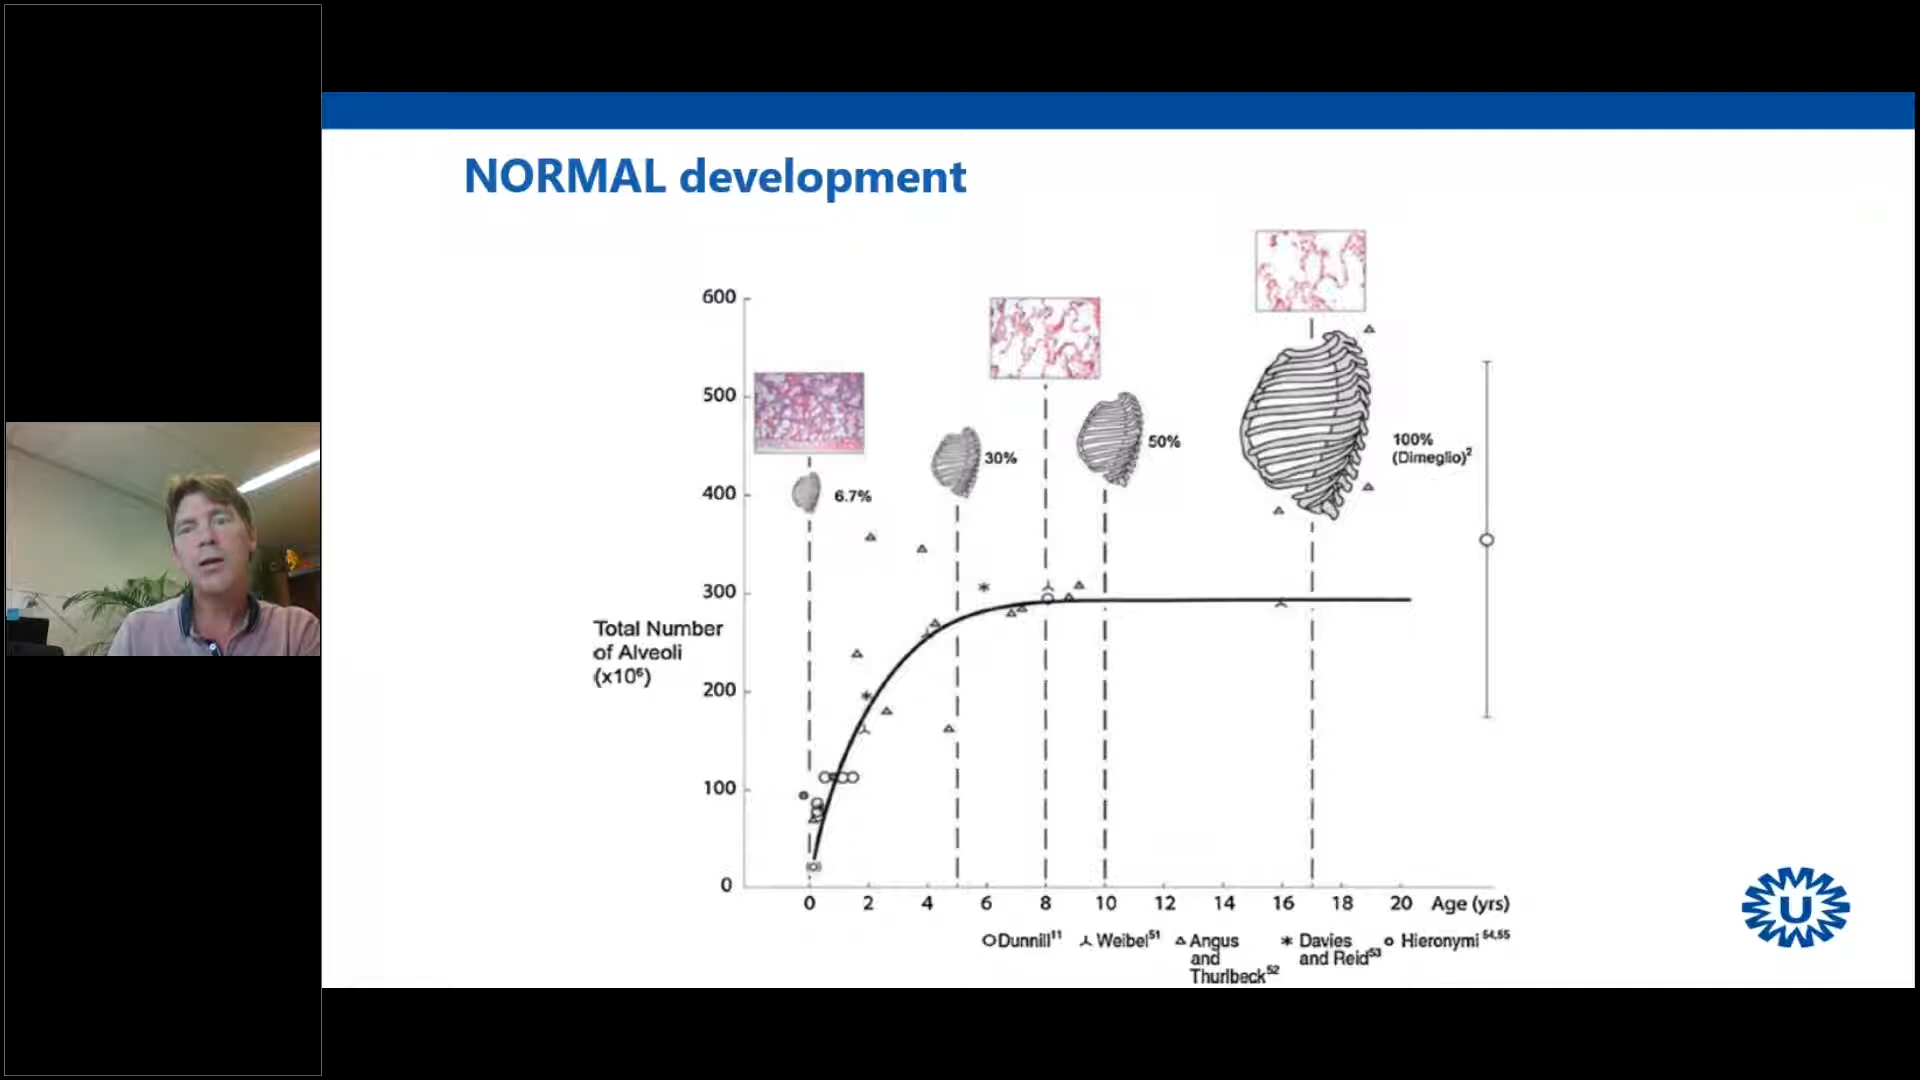 NORMAL development
600
500
400
300
200
100
0
Total Number
of Alveoli
(x10⁶)
6.7%
30%
50%
100%
(Dimeglio)²
0 2 4 6 8 10 12 14 16 18 20 Age (yrs)
Dunnill¹¹
Weibel⁵¹
Angus
and
Thurlbeck⁵²
Davies
and Reid⁵³
Hieronymi ⁵⁴,⁵⁵
U